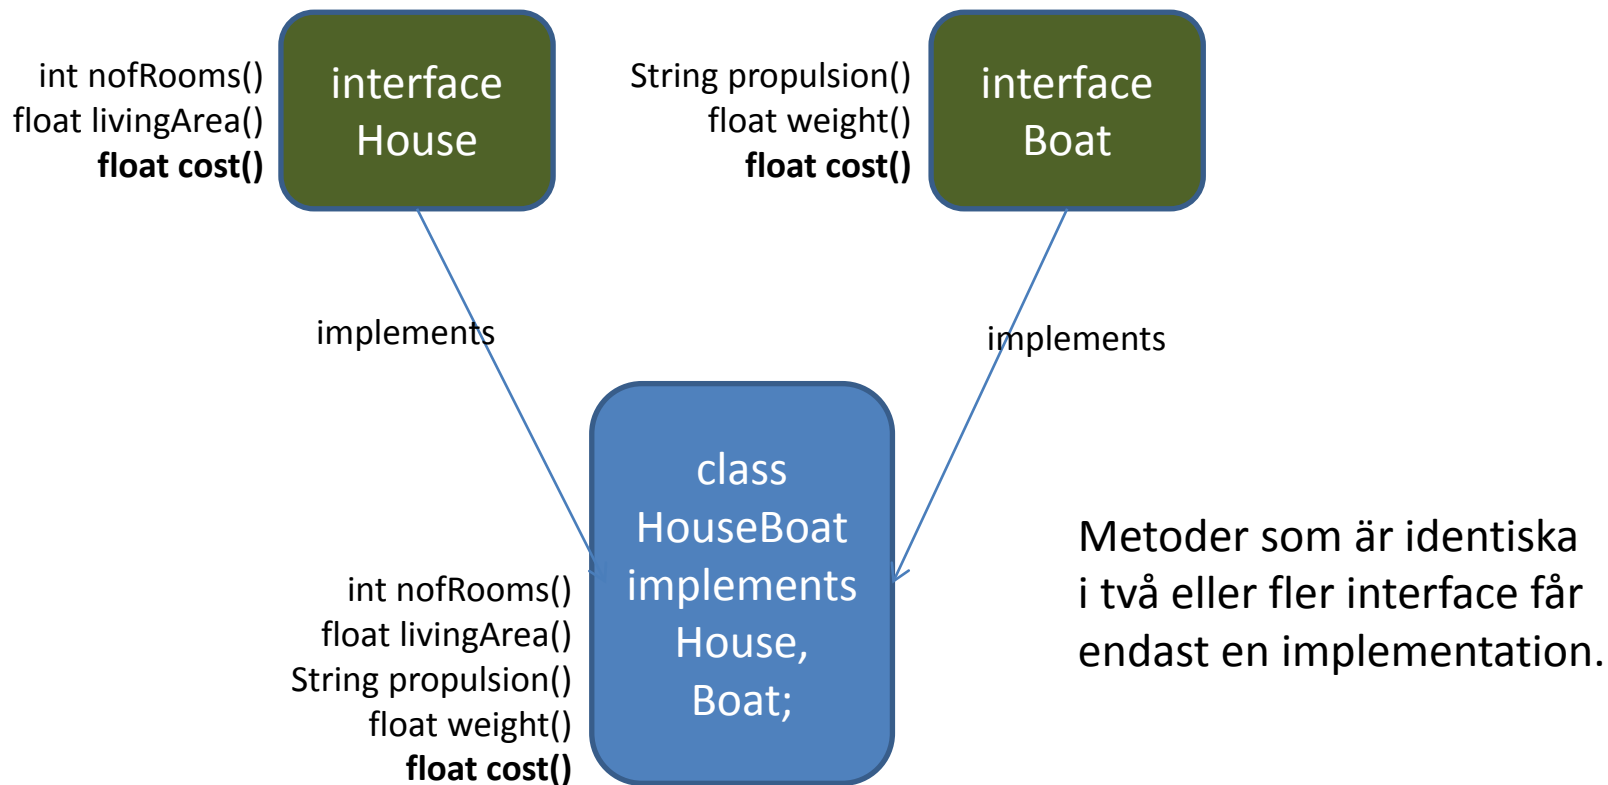 int nofRooms()
float livingArea()
float cost()
interface
House
String propulsion()
float weight()
float cost()
interface
Boat
implements
implements
class
HouseBoat
implements
House,
Boat;
int nofRooms()
float livingArea()
String propulsion()
float weight()
float cost()
Metoder som är identiska
i två eller fler interface får
endast en implementation.